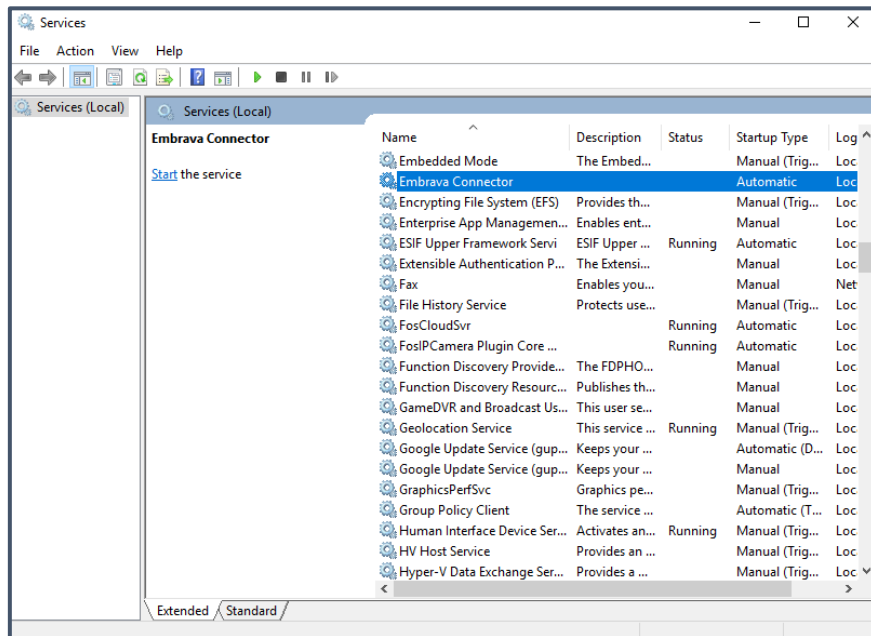 Services
File Action View Help
Services (Local)
Services (Local)
Embrava Connector
Start the service
Name Description Status Startup Type Log
Embedded Mode The Embed... Manual (Trig... Loc
Embrava Connector Automatic Loc
Encrypting File System (EFS) Provides th... Manual (Trig... Loc
Enterprise App Managemen... Enables ent... Manual Loc
ESIF Upper Framework Servi ESIF Upper ... Running Automatic Loc
Extensible Authentication P... The Extensi... Manual Loc
Fax Enables you... Manual Net
File History Service Protects use... Manual (Trig... Loc
FosCloudSvr Running Automatic Loc
FosIPCamera Plugin Core ... Running Automatic Loc
Function Discovery Provide... The FDPHO... Manual Loc
Function Discovery Resourc... Publishes th... Manual Loc
GameDVR and Broadcast Us... This user se... Manual Loc
Geolocation Service This service ... Running Manual (Trig... Loc
Google Update Service (gup... Keeps your ... Automatic (D... Loc
Google Update Service (gup... Keeps your ... Manual Loc
GraphicsPerfSvc Graphics pe... Manual (Trig... Loc
Group Policy Client The service ... Automatic (T... Loc
Human Interface Device Ser... Activates an... Running Manual (Trig... Loc
HV Host Service Provides an ... Manual (Trig... Loc
Hyper-V Data Exchange Ser... Provides a ... Manual (Trig... Loc
Extended Standard